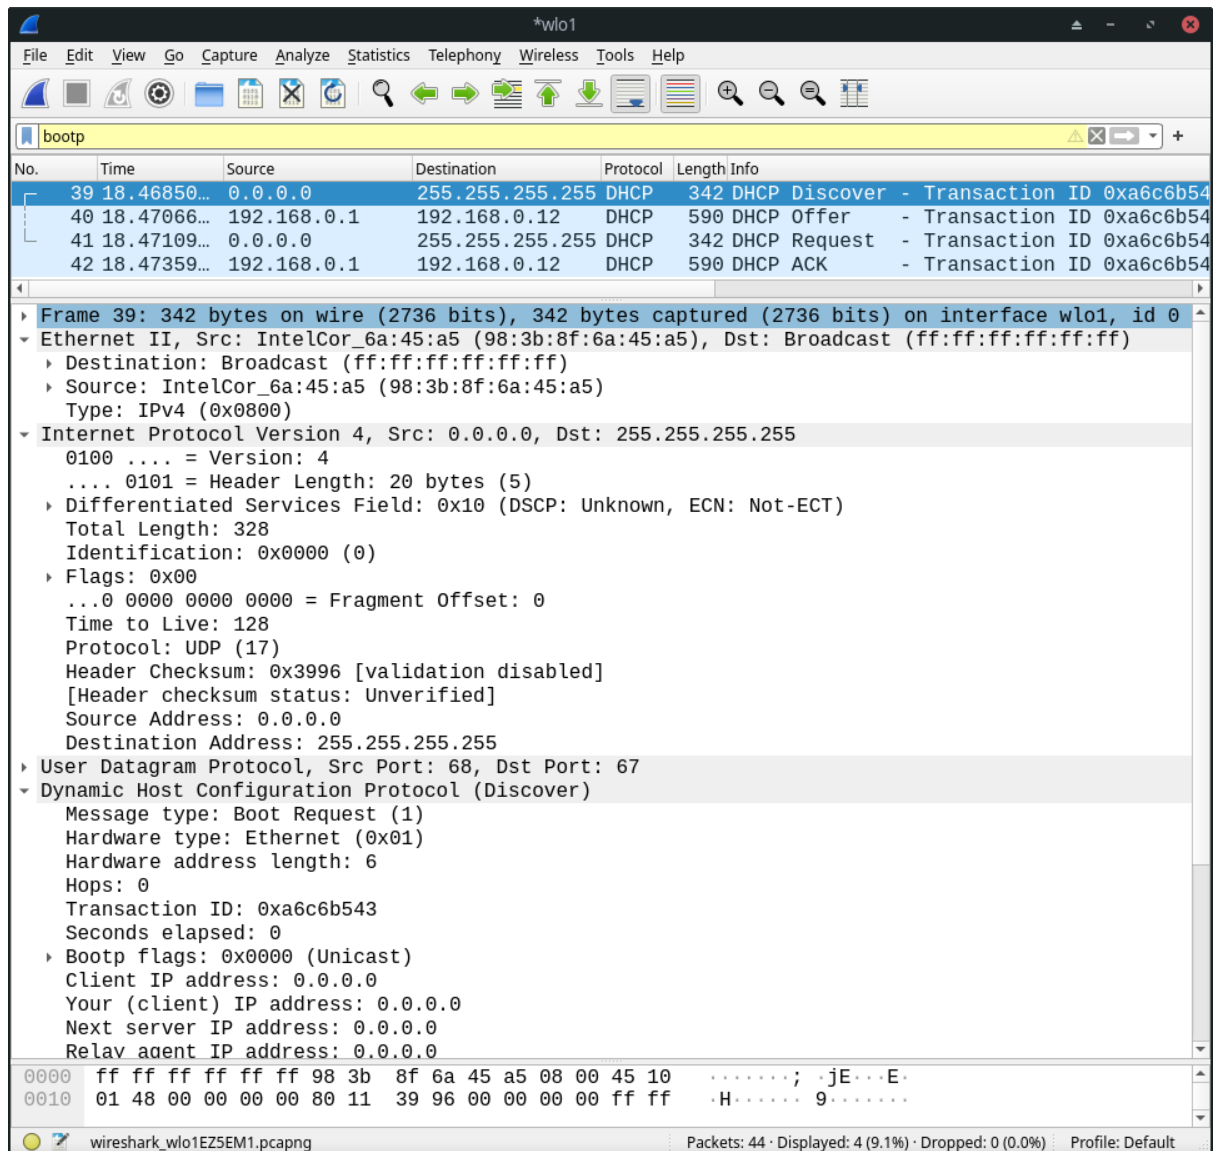 *wlo1
File Edit View Go Capture Analyze Statistics Telephony Wireless Tools Help
bootp
No. Time Source Destination Protocol Length Info
39 18.46850… 0.0.0.0 255.255.255.255 DHCP 342 DHCP Discover - Transaction ID 0xa6c6b54
40 18.47066… 192.168.0.1 192.168.0.12 DHCP 590 DHCP Offer - Transaction ID 0xa6c6b54
41 18.47109… 0.0.0.0 255.255.255.255 DHCP 342 DHCP Request - Transaction ID 0xa6c6b54
42 18.47359… 192.168.0.1 192.168.0.12 DHCP 590 DHCP ACK - Transaction ID 0xa6c6b54
Frame 39: 342 bytes on wire (2736 bits), 342 bytes captured (2736 bits) on interface wlo1, id 0
Ethernet II, Src: IntelCor_6a:45:a5 (98:3b:8f:6a:45:a5), Dst: Broadcast (ff:ff:ff:ff:ff:ff)
Destination: Broadcast (ff:ff:ff:ff:ff:ff)
Source: IntelCor_6a:45:a5 (98:3b:8f:6a:45:a5)
Type: IPv4 (0x0800)
Internet Protocol Version 4, Src: 0.0.0.0, Dst: 255.255.255.255
0100 .... = Version: 4
.... 0101 = Header Length: 20 bytes (5)
Differentiated Services Field: 0x10 (DSCP: Unknown, ECN: Not-ECT)
Total Length: 328
Identification: 0x0000 (0)
Flags: 0x00
...0 0000 0000 0000 = Fragment Offset: 0
Time to Live: 128
Protocol: UDP (17)
Header Checksum: 0x3996 [validation disabled]
[Header checksum status: Unverified]
Source Address: 0.0.0.0
Destination Address: 255.255.255.255
User Datagram Protocol, Src Port: 68, Dst Port: 67
Dynamic Host Configuration Protocol (Discover)
Message type: Boot Request (1)
Hardware type: Ethernet (0x01)
Hardware address length: 6
Hops: 0
Transaction ID: 0xa6c6b543
Seconds elapsed: 0
Bootp flags: 0x0000 (Unicast)
Client IP address: 0.0.0.0
Your (client) IP address: 0.0.0.0
Next server IP address: 0.0.0.0
Relay agent IP address: 0.0.0.0
0000 ff ff ff ff ff ff 98 3b 8f 6a 45 a5 08 00 45 10 ·······; ·jE···E·
0010 01 48 00 00 00 00 80 11 39 96 00 00 00 00 ff ff ·H······ 9·······
wireshark_wlo1EZ5EM1.pcapng Packets: 44 · Displayed: 4 (9.1%) · Dropped: 0 (0.0%) Profile: Default